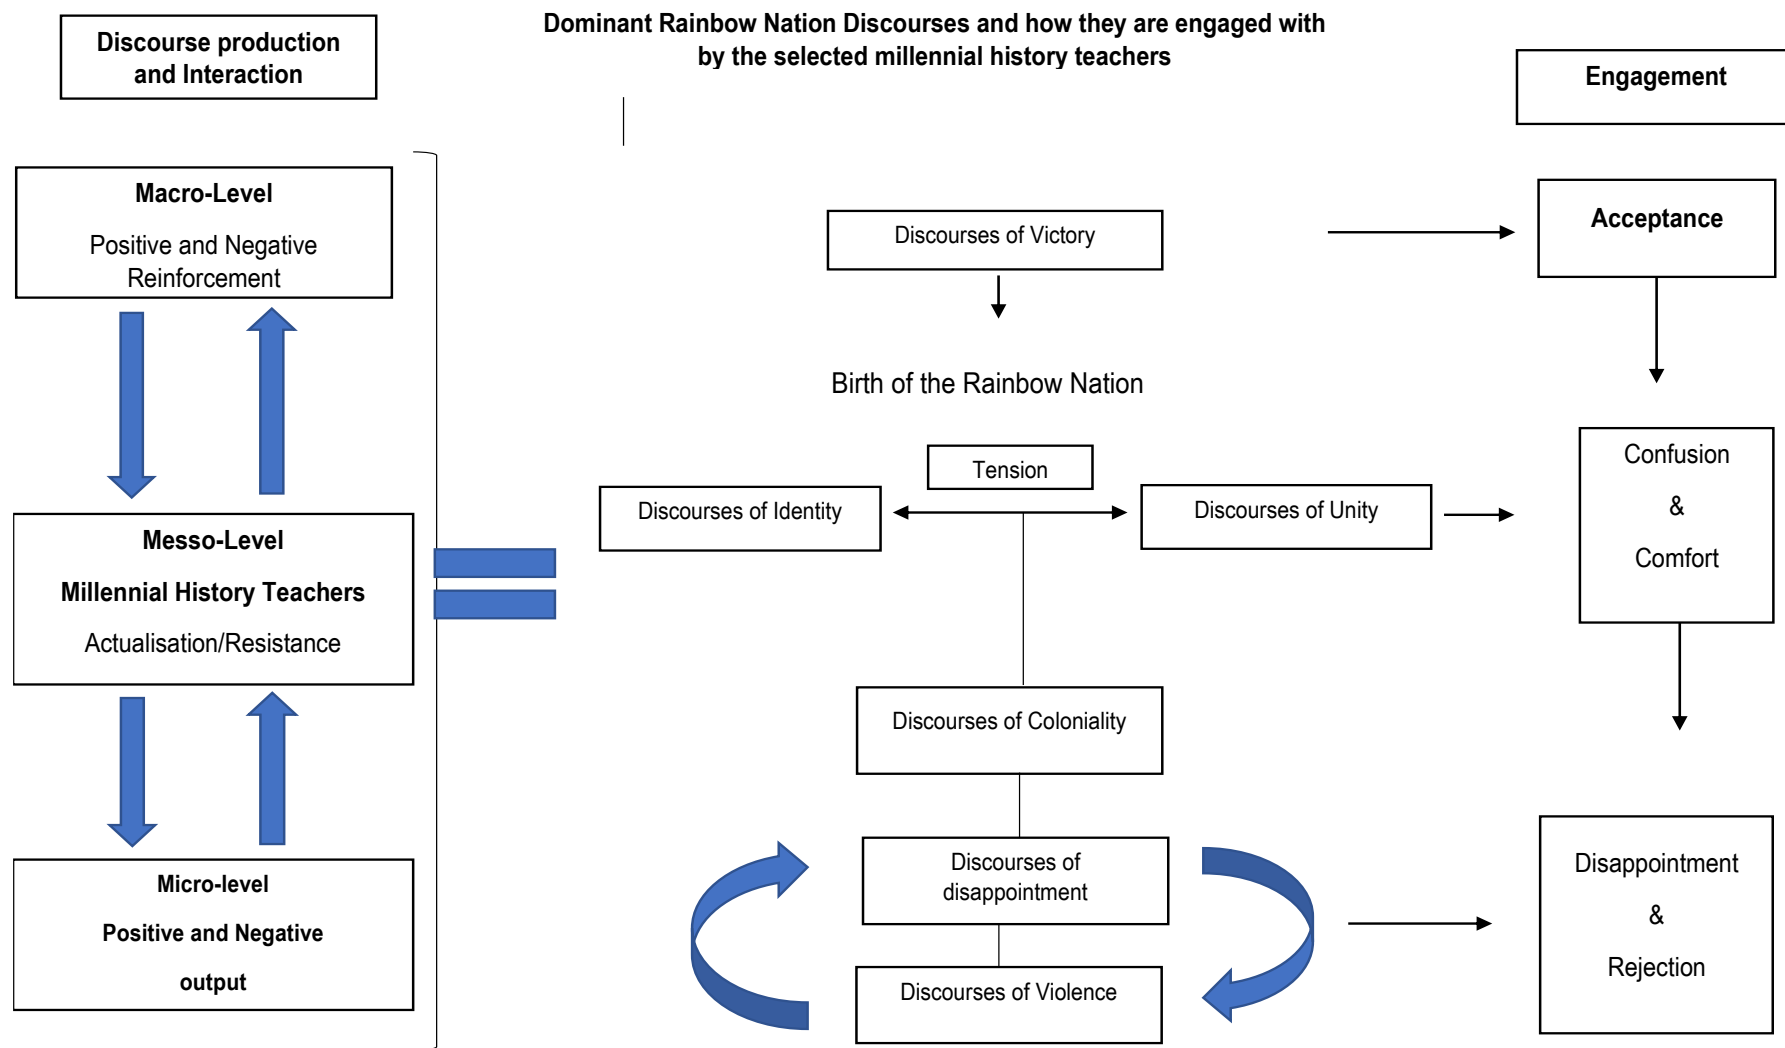 Discourse production
and Interaction
Dominant Rainbow Nation Discourses and how they are engaged with
by the selected millennial history teachers
Engagement
Macro-Level
Positive and Negative
Reinforcement
Messo-Level
Millennial History Teachers
Actualisation/Resistance
Micro-level
Positive and Negative
output
Discourses of Victory
Birth of the Rainbow Nation
Tension
Discourses of Identity
Discourses of Unity
Discourses of Coloniality
Discourses of
disappointment
Discourses of Violence
Acceptance
Confusion
&
Comfort
Disappointment
&
Rejection